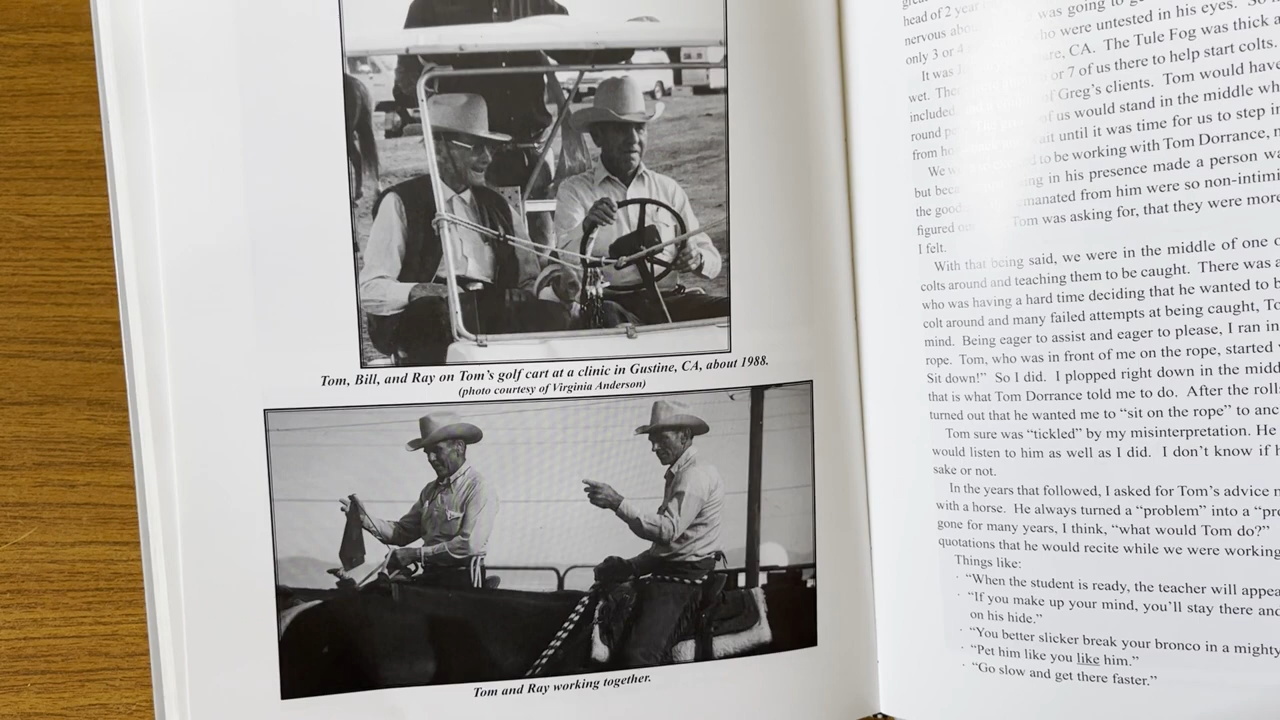 Tom, Bill, and Ray on Tom's golf cart at a clinic in Gustine, CA, about 1988.
(photo courtesy of Virginia Anderson)
Tom and Ray working together.
head of 2 year was going to
nervous ho were untested in his eyes.
only 3 or 4 re, CA. The Tule Fog was thick
It was or 7 of us there to help start colts.
wet. of Greg's clients. Tom would have
included of us would stand in the middle
round until it was time for us to step
from to be working with Tom Dorrance,
We in his presence made a person
but emanated from him were so
the good Tom was asking for, that they were
figured
I felt.
With that being said, we were in the middle of one
colts around and teaching them to be caught. There was
who was having a hard time deciding that he wanted to
colt around and many failed attempts at being caught,
mind. Being eager to assist and eager to please, I ran
rope. Tom, who was in front of me on the rope, started
Sit down!” So I did. I plopped right down in the
that is what Tom Dorrance told me to do. After the
turned out that he wanted me to “sit on the rope” to
Tom sure was “tickled” by my misinterpretation. He
would listen to him as well as I did. I don't know if
sake or not.
In the years that followed, I asked for Tom's advice
with a horse. He always turned a “problem” into a
gone for many years, I think, “what would Tom do?”
quotations that he would recite while we were working
Things like:
· “When the student is ready, the teacher will
· “If you make up your mind, you'll stay there
on his hide.”
· “You better slicker break your bronco in a mighty
· “Pet him like you like him.”
· “Go slow and get there faster.”